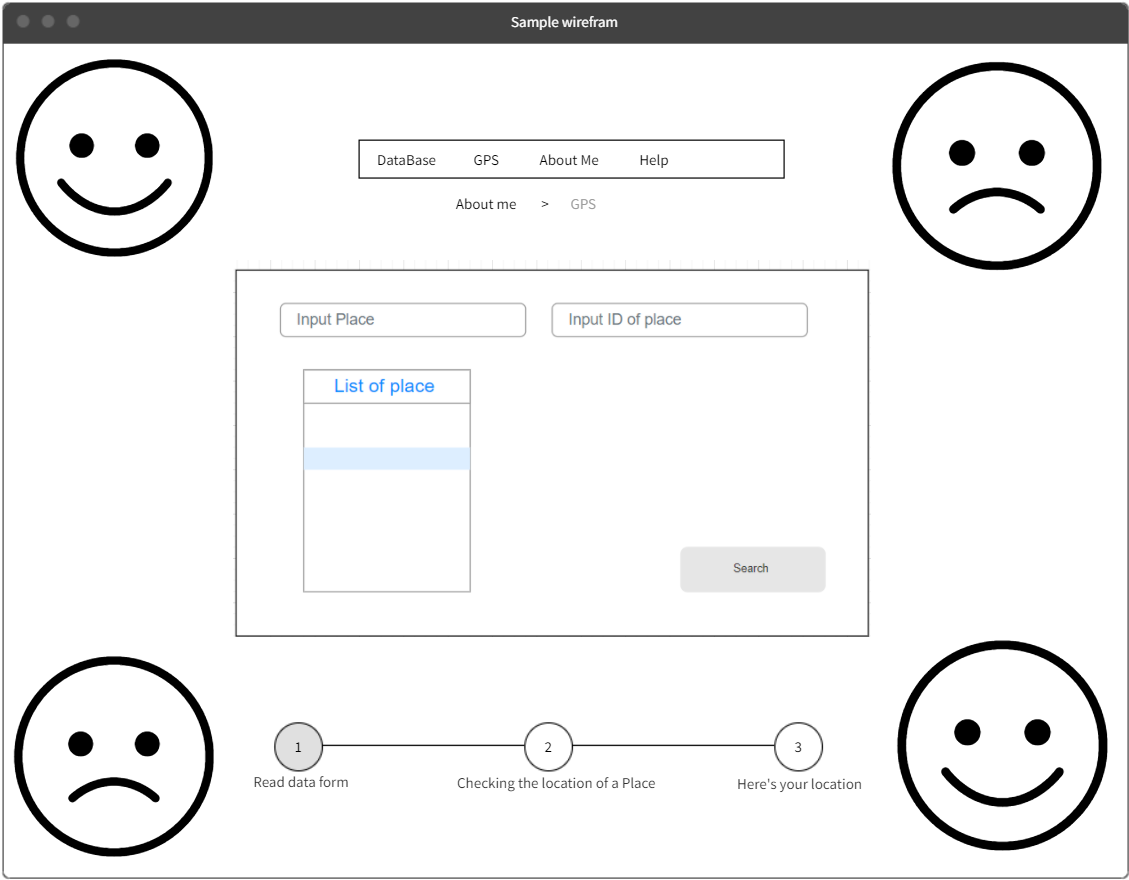 Sample wirefram
DataBase GPS About Me Help
About me > GPS
Input Place Input ID of place
List of place
Search
1 2 3
Read data form Checking the location of a Place Here's your location